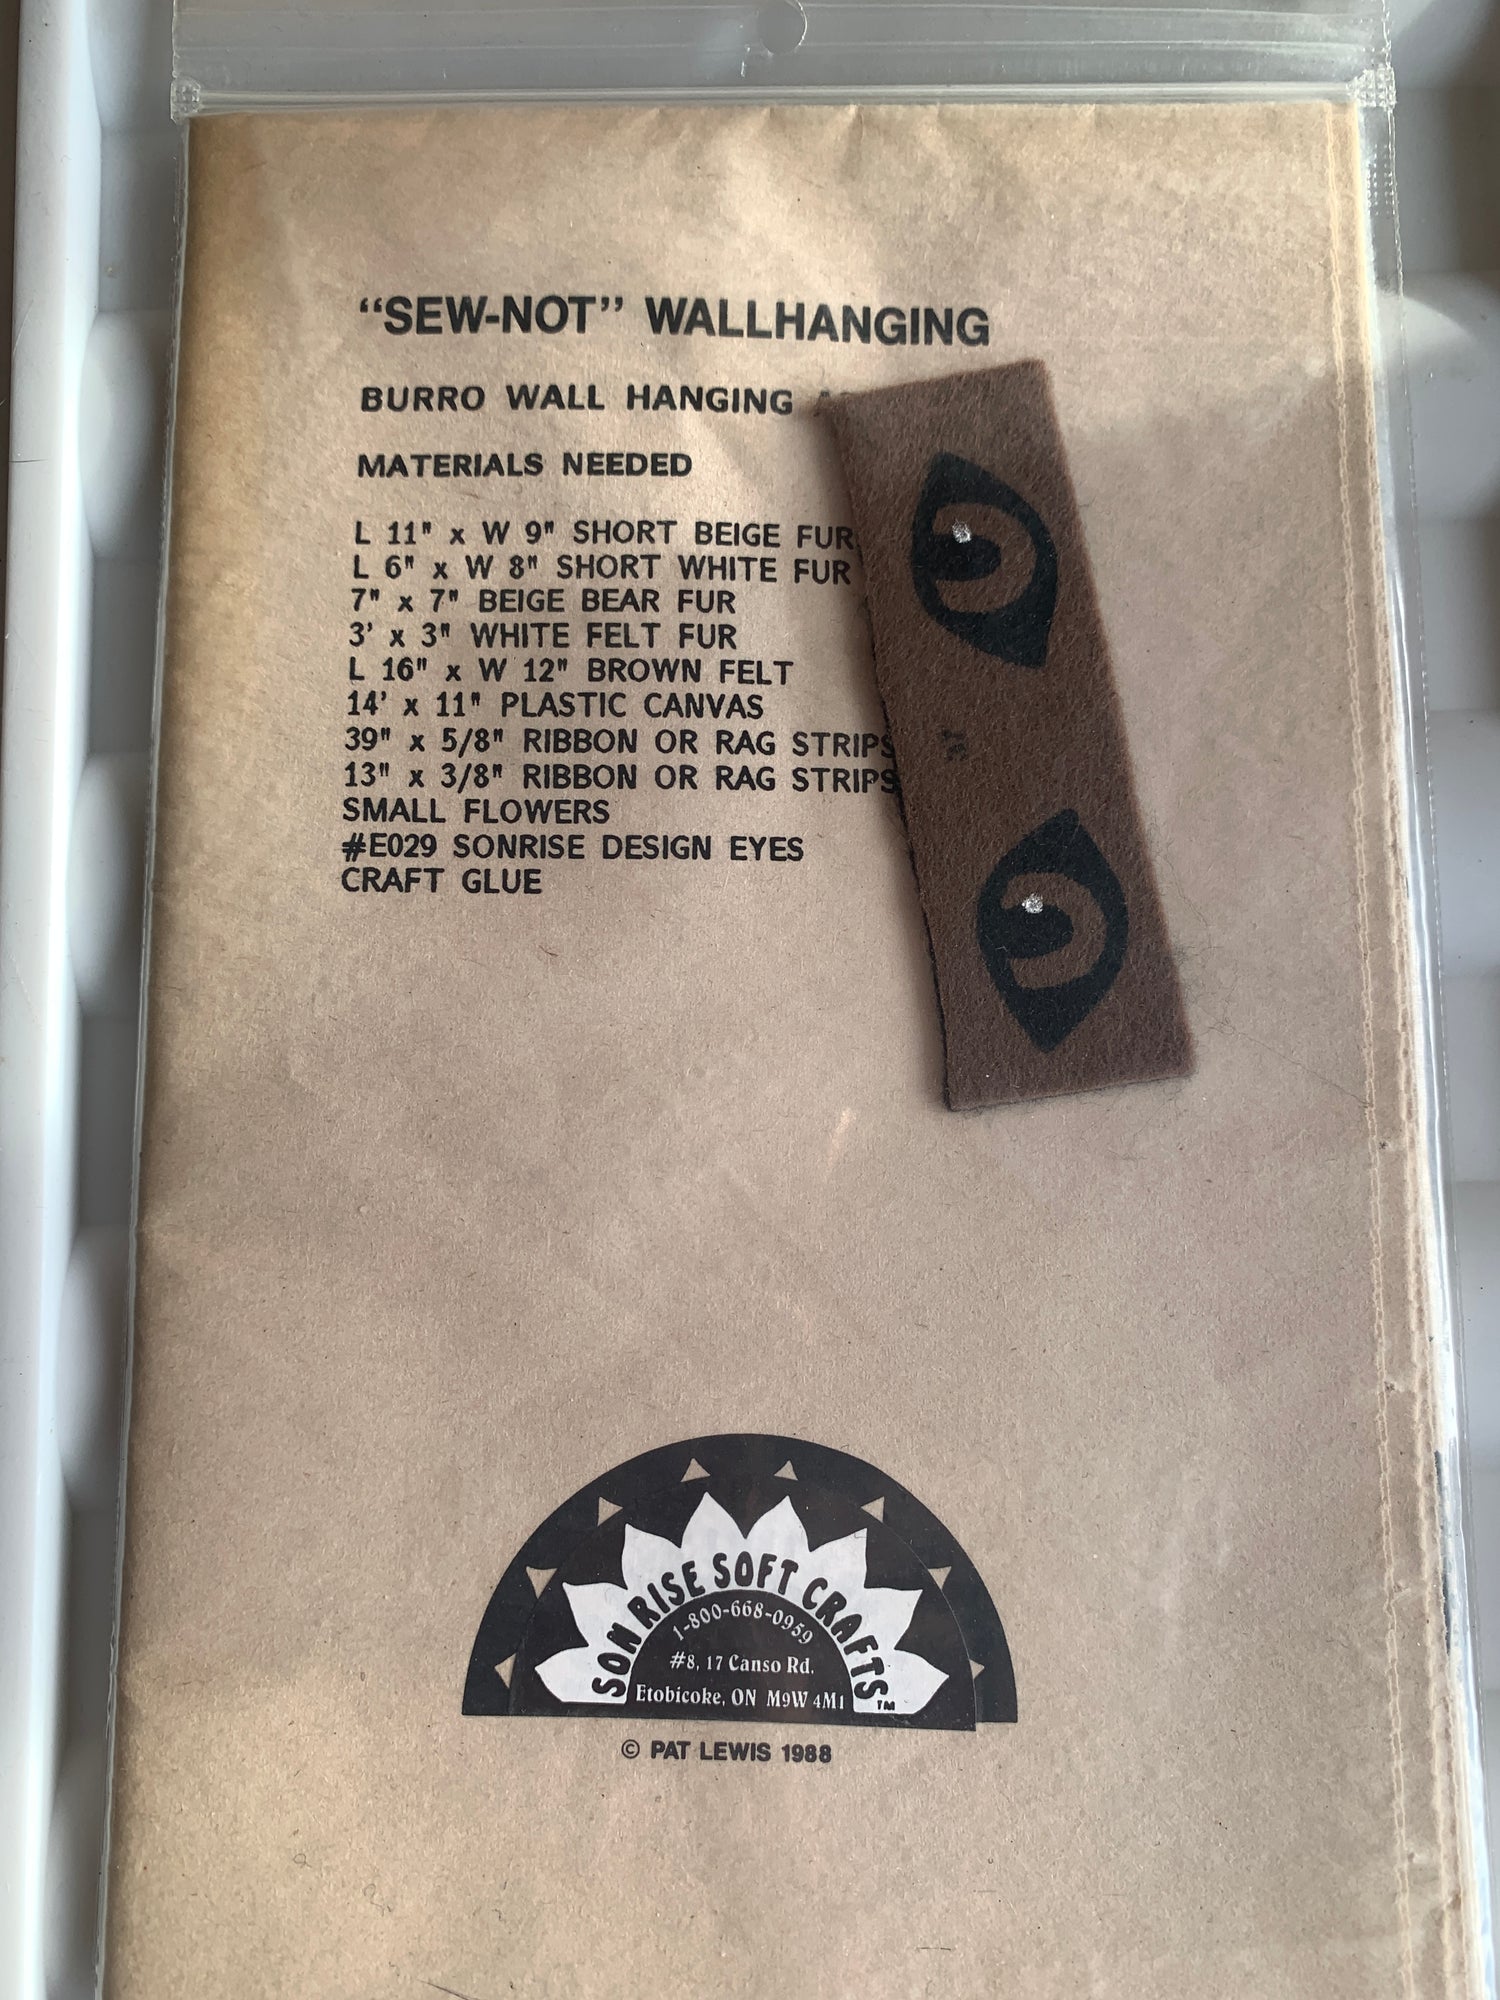 “SEW-NOT” WALLHANGING
BURRO WALL HANGING
MATERIALS NEEDED
L 11" x W 9" SHORT BEIGE FUR
L 6" x W 8" SHORT WHITE FUR
7" x 7" BEIGE BEAR FUR
3' x 3" WHITE FELT FUR
L 16" x W 12" BROWN FELT
14' x 11" PLASTIC CANVAS
39" x 5/8" RIBBON OR RAG STRIPS
13" x 3/8" RIBBON OR RAG STRIPS
SMALL FLOWERS
#E029 SONRISE DESIGN EYES
CRAFT GLUE
SON RISE SOFT CRAFTS™
1-800-668-0959
#8, 17 Canso Rd.
Etobicoke, ON M9W 4M1
© PAT LEWIS 1988